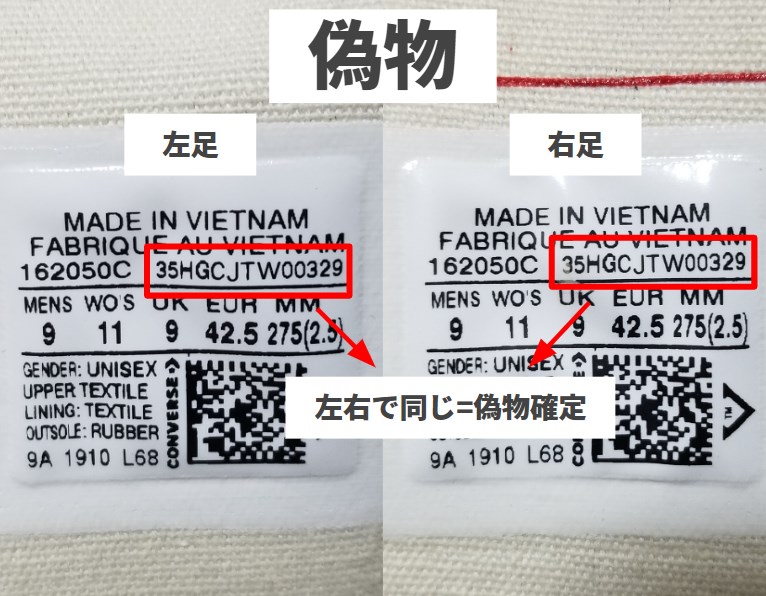 偽物
左足
右足
MADE IN VIETNAM
FABRIQUE AU VIETNAM
162050C 35HGCJTW00329
MENS WO'S UK EUR MM
9 11 9 42.5 275(2.5)
GENDER: UNISEX
UPPER:TEXTILE
LINING: TEXTILE
OUTSOLE: RUBBER
9A 1910 L68
CONVERSE
MADE IN VIETNAM
FABRIQUE AU VIETNAM
162050C 35HGCJTW00329
MENS WO'S UK EUR MM
9 11 9 42.5 275(2.5)
GENDER: UNISEX
9A 1910 L68
左右で同じ=偽物確定